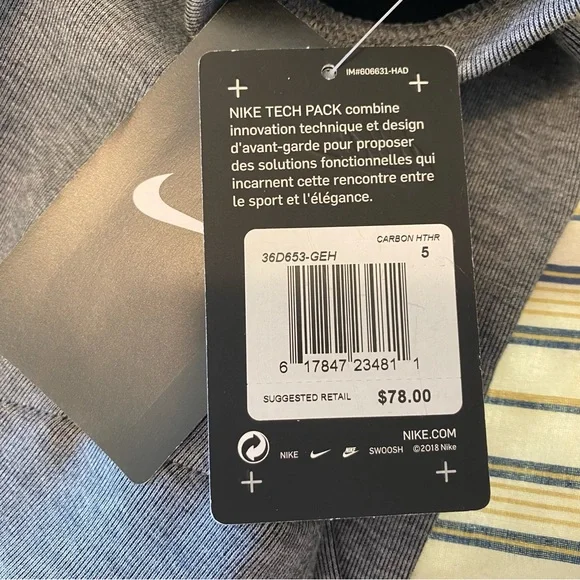 IM#606631-HAD
NIKE TECH PACK combine
innovation technique et design
d'avant-garde pour proposer
des solutions fonctionnelles qui
incarnent cette rencontre entre
le sport et l'élégance.
CARBON HTHR
36D653-GEH 5
6 17847 23481 1
SUGGESTED RETAIL $78.00
NIKE.COM
NIKE SWOOSH ©2018 Nike